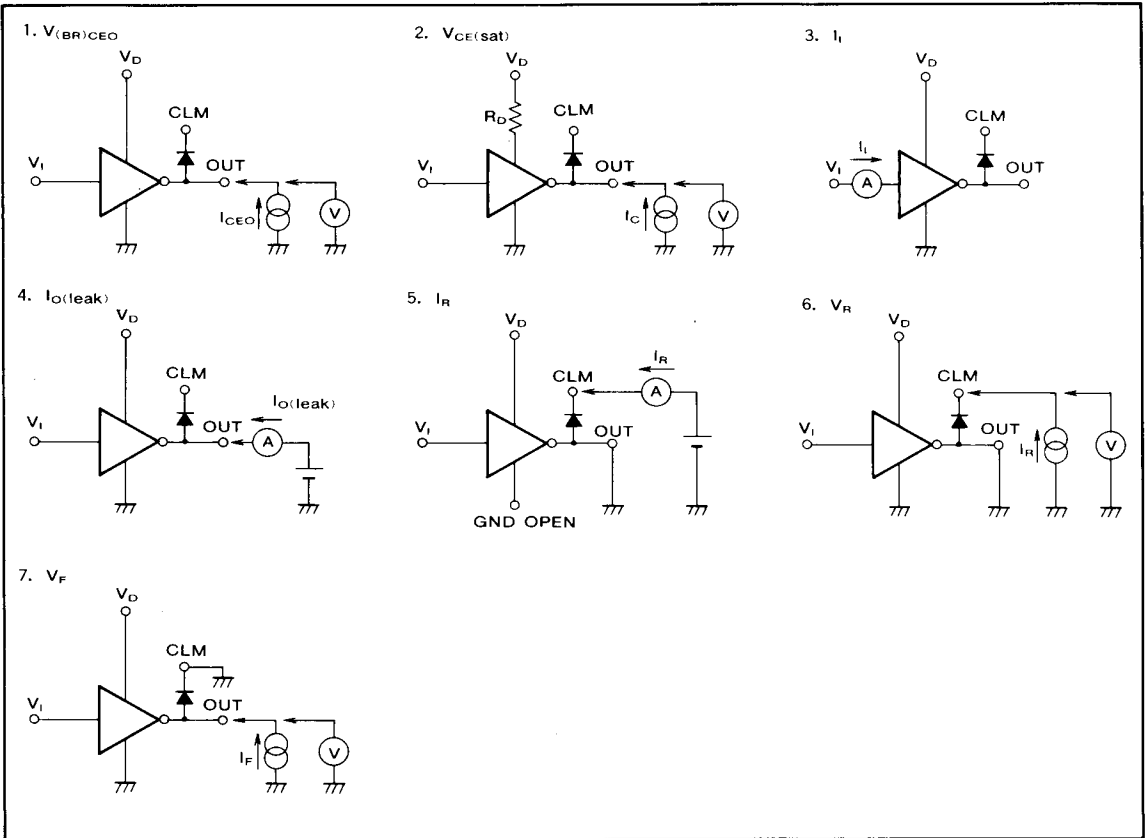 1. V(BR)CEO
VD
CLM
VI
OUT
ICEO
V
2. VCE(sat)
VD
RD
CLM
VI
OUT
IC
V
3. II
VD
CLM
II
VI
A
OUT
4. IO(leak)
VD
CLM
IO(leak)
VI
OUT
A
5. IR
VD
IR
CLM
A
VI
OUT
GND OPEN
6. VR
VD
CLM
VI
OUT
IR
V
7. VF
VD
CLM
VI
OUT
IF
V